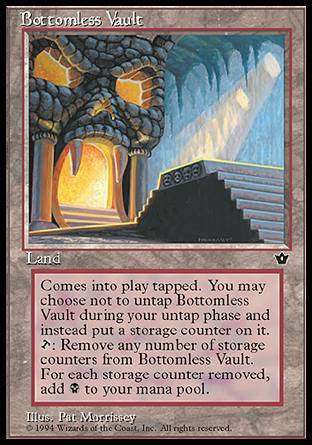 Bottomless Vault
Land
Comes into play tapped. You may
choose not to untap Bottomless
Vault during your untap phase and
instead put a storage counter on it.
: Remove any number of storage
counters from Bottomless Vault.
For each storage counter removed,
add to your mana pool.
Illus. Pat Morrissey
© 1994 Wizards of the Coast, Inc. All rights reserved.